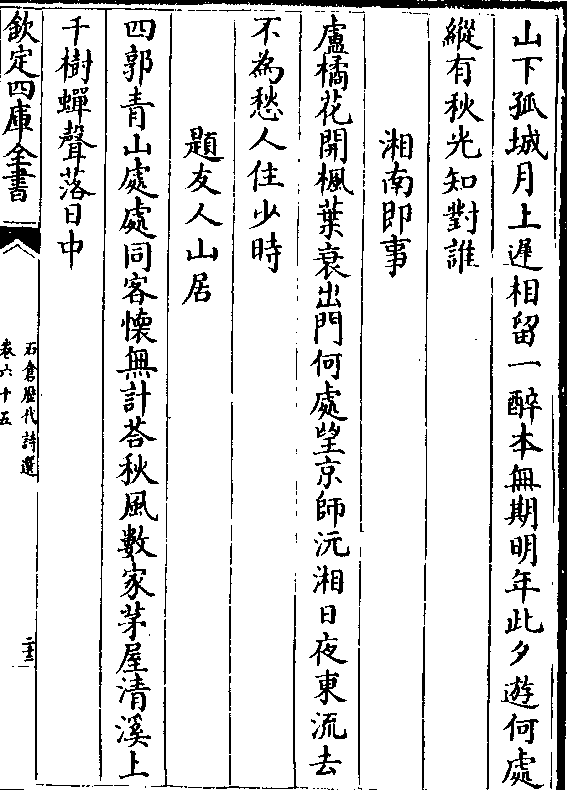 山下孤城月上遲相留一醉本無期明年此夕遊何處
縱有秋光知對誰
湘南即事
盧橘花開楓葉衰出門何處望京師沅湘日夜東流去
不為愁人住少時
題友人山居
四郭青山處處同客懷無計荅秋風數家茅屋清溪上
千樹蟬聲落日中
欽定四庫全書
石倉歷代詩選
卷六十五
二十三